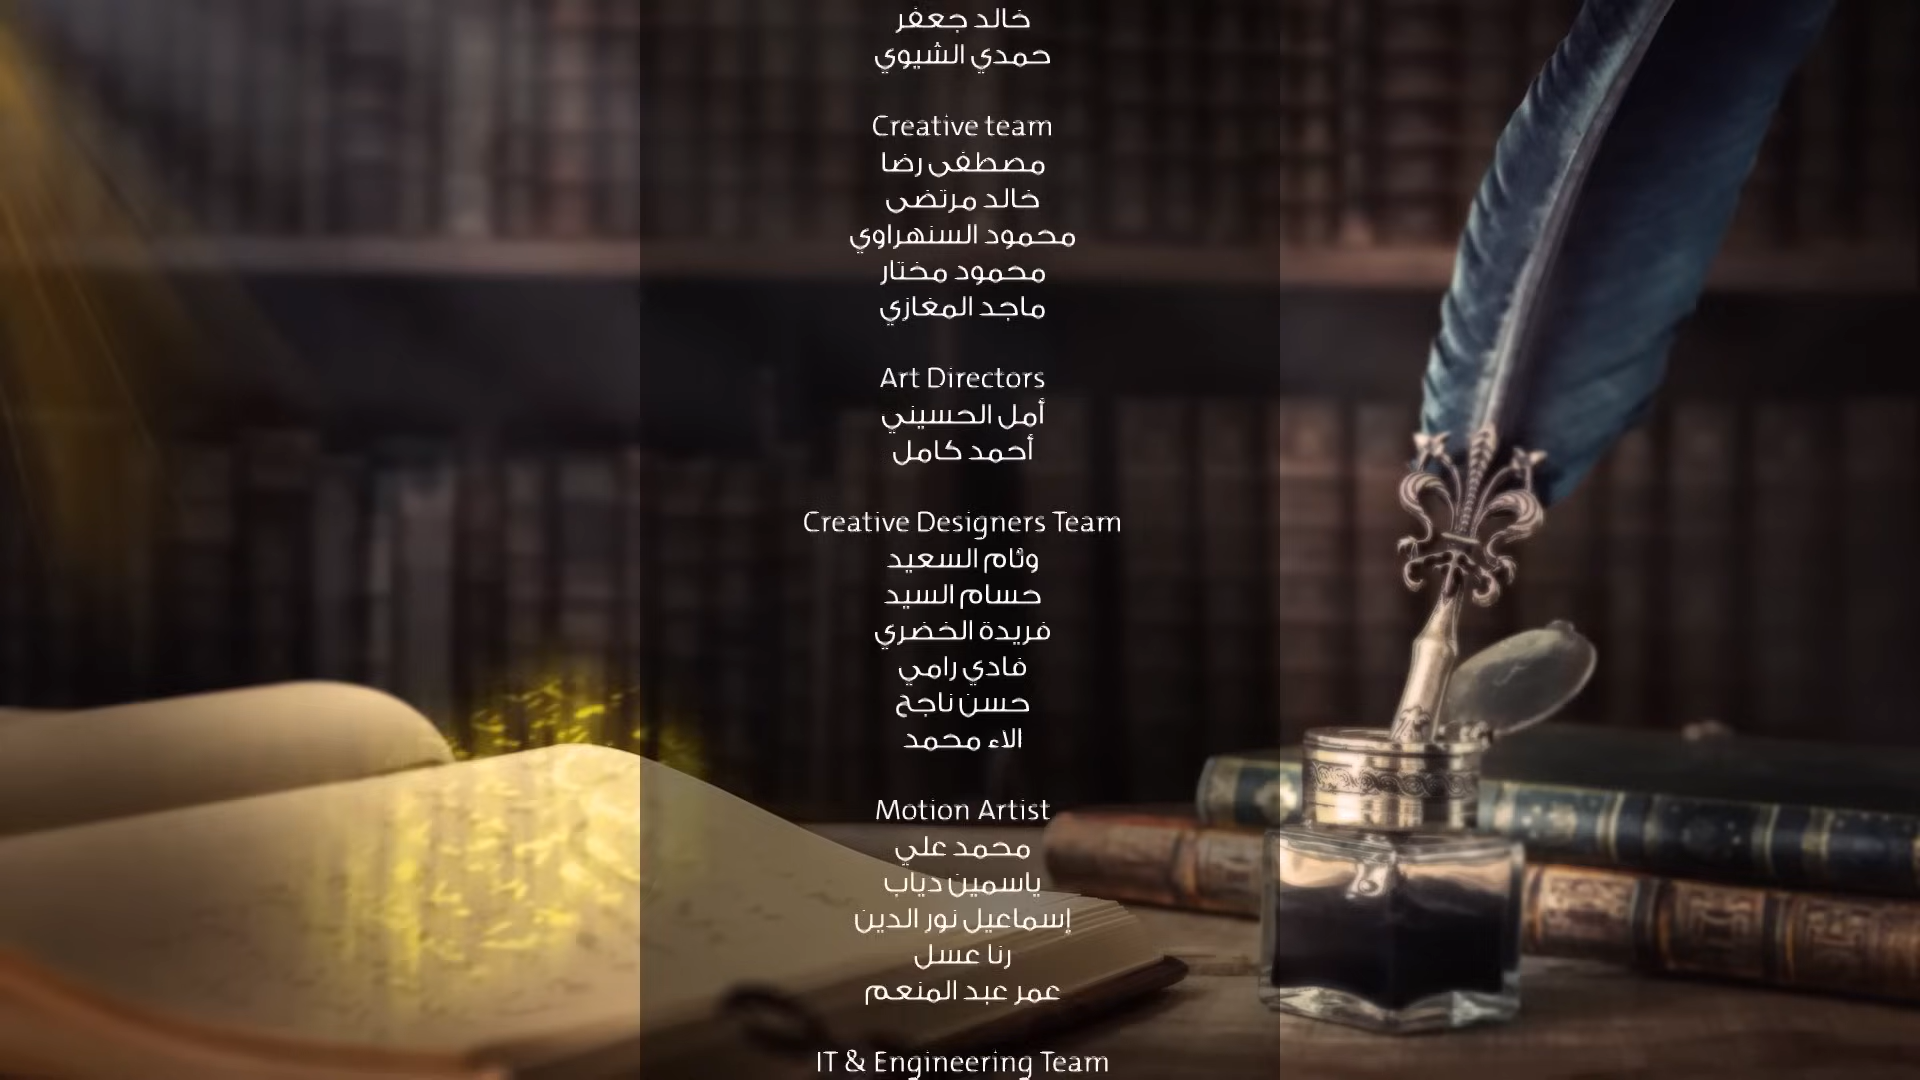 خالد جعفر
حمدي الشيوي
Creative team
مصطفى رضا
خالد مرتضى
محمود السنهراوي
محمود مختار
ماجد المغازي
Art Directors
أمل الحسيني
أحمد كامل
Creative Designers Team
وئام السعيد
حسام السيد
فريدة الخضري
فادي رامي
حسن ناجح
الاء محمد
Motion Artist
محمد علي
ياسمين دياب
إسماعيل نور الدين
رنا عسل
عمر عبد المنعم
IT & Engineering Team